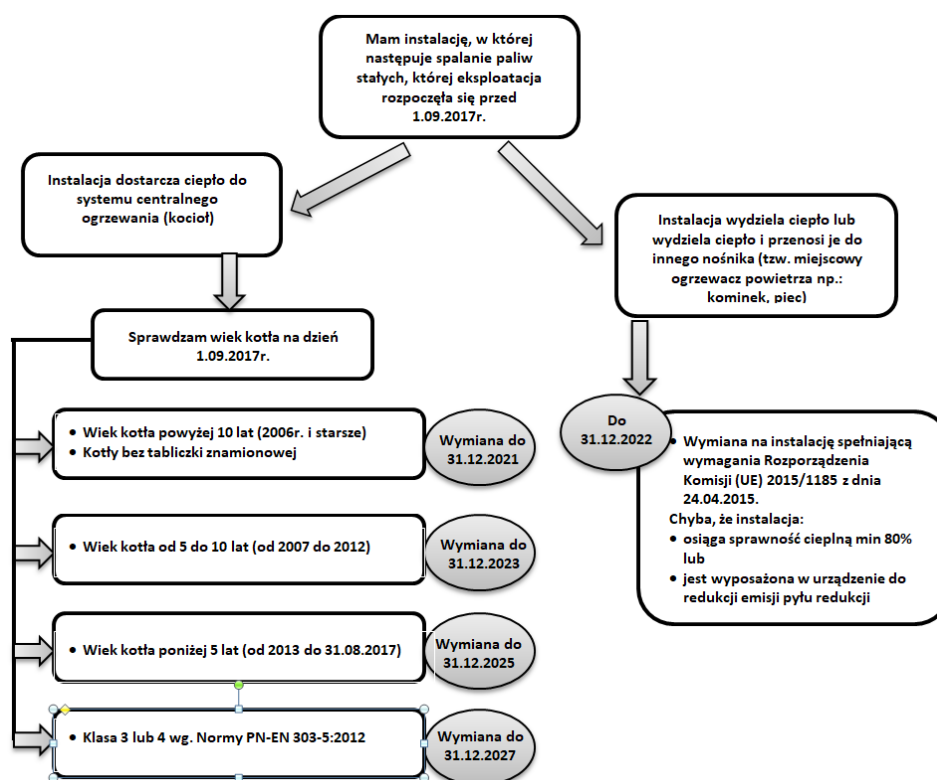 Mam instalację, w której
następuje spalanie paliw
stałych, której eksploatacja
rozpoczęła się przed
1.09.2017r.
Instalacja dostarcza ciepło do
systemu centralnego
ogrzewania (kocioł)
Instalacja wydziela ciepło lub
wydziela ciepło i przenosi je do
innego nośnika (tzw. miejscowy
ogrzewacz powietrza np.:
kominek, piec)
Sprawdzam wiek kotła na dzień
1.09.2017r.
• Wiek kotła powyżej 10 lat (2006r. i starsze)
• Kotły bez tabliczki znamionowej
Wymiana do
31.12.2021
• Wiek kotła od 5 do 10 lat (od 2007 do 2012)
Wymiana do
31.12.2023
• Wiek kotła poniżej 5 lat (od 2013 do 31.08.2017)
Wymiana do
31.12.2025
• Klasa 3 lub 4 wg. Normy PN-EN 303-5:2012
Wymiana do
31.12.2027
Do
31.12.2022
• Wymiana na instalację spełniającą
wymagania Rozporządzenia
Komisji (UE) 2015/1185 z dnia
24.04.2015.
Chyba, że instalacja:
• osiąga sprawność cieplną min 80%
lub
• jest wyposażona w urządzenie do
redukcji emisji pyłu redukcji